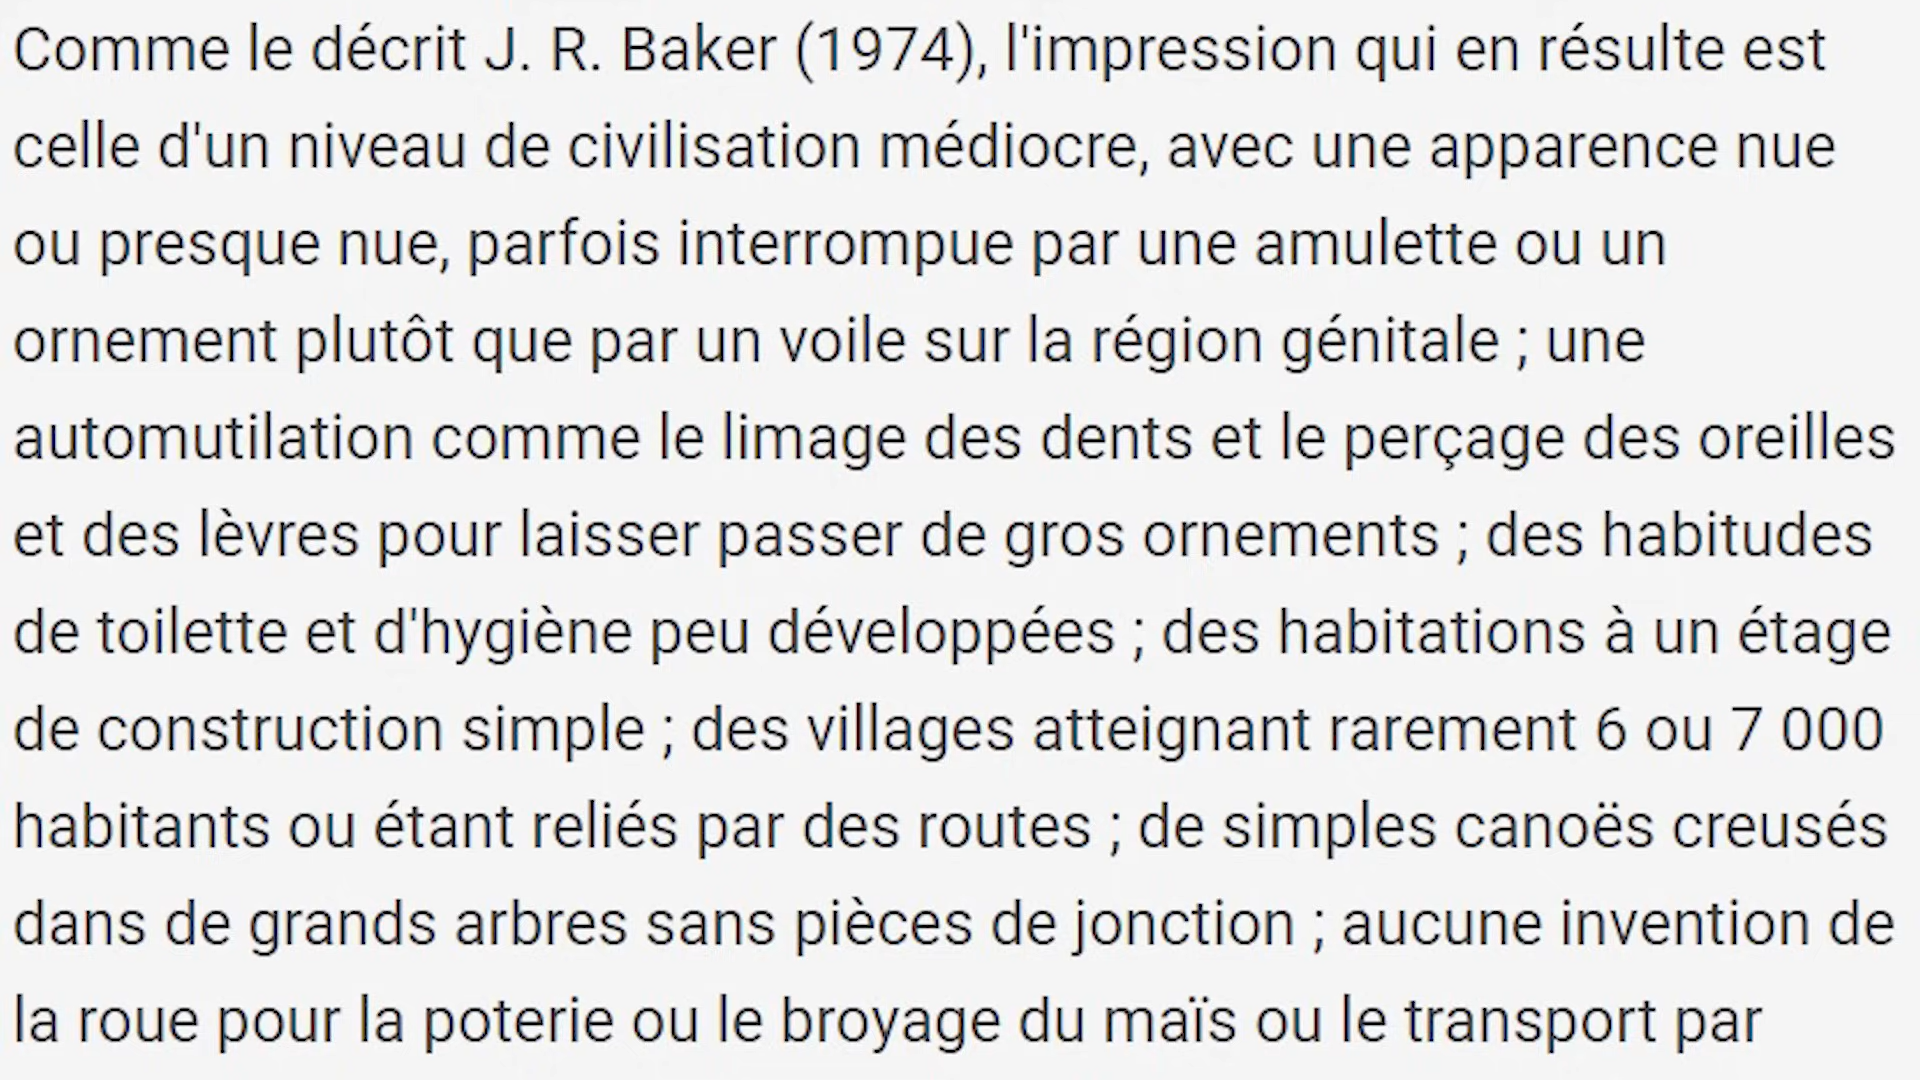 Comme le décrit J. R. Baker (1974), l'impression qui en résulte est
celle d'un niveau de civilisation médiocre, avec une apparence nue
ou presque nue, parfois interrompue par une amulette ou un
ornement plutôt que par un voile sur la région génitale ; une
automutilation comme le limage des dents et le perçage des oreilles
et des lèvres pour laisser passer de gros ornements ; des habitudes
de toilette et d'hygiène peu développées ; des habitations à un étage
de construction simple ; des villages atteignant rarement 6 ou 7 000
habitants ou étant reliés par des routes ; de simples canoës creusés
dans de grands arbres sans pièces de jonction ; aucune invention de
la roue pour la poterie ou le broyage du maïs ou le transport par